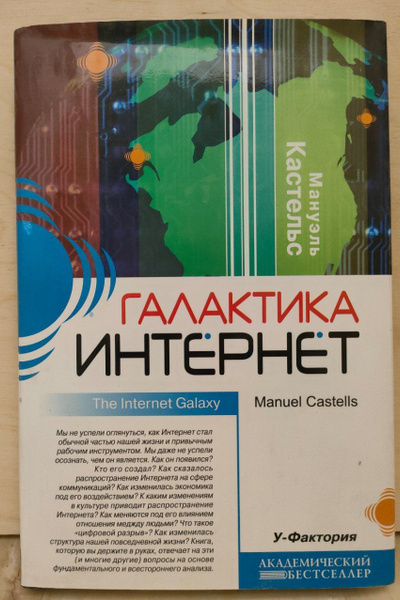 Мануэль
Кастельс
ГАЛАКТИКА
ИНТЕРНЕТ
The Internet Galaxy
Manuel Castells
Мы не успели оглянуться, как Интернет стал
обычной частью нашей жизни и привычным
рабочим инструментом. Мы даже не успели
осознать, чем он является. Как он появился?
Кто его создал? Как сказалось
распространение Интернета на сфере
коммуникаций? Как изменилась экономика
под его воздействием? К каким изменениям
в культуре приводит распространение
Интернета? Как меняются под его влиянием
отношения между людьми? Что такое
«цифровой разрыв»? Как изменилась
структура нашей повседневной жизни? Книга,
которую вы держите в руках, отвечает на эти
(и многие другие) вопросы на основе
фундаментального и всестороннего анализа.
У-Фактория
АКАДЕМИЧЕСКИЙ
БЕСТСЕЛЛЕР